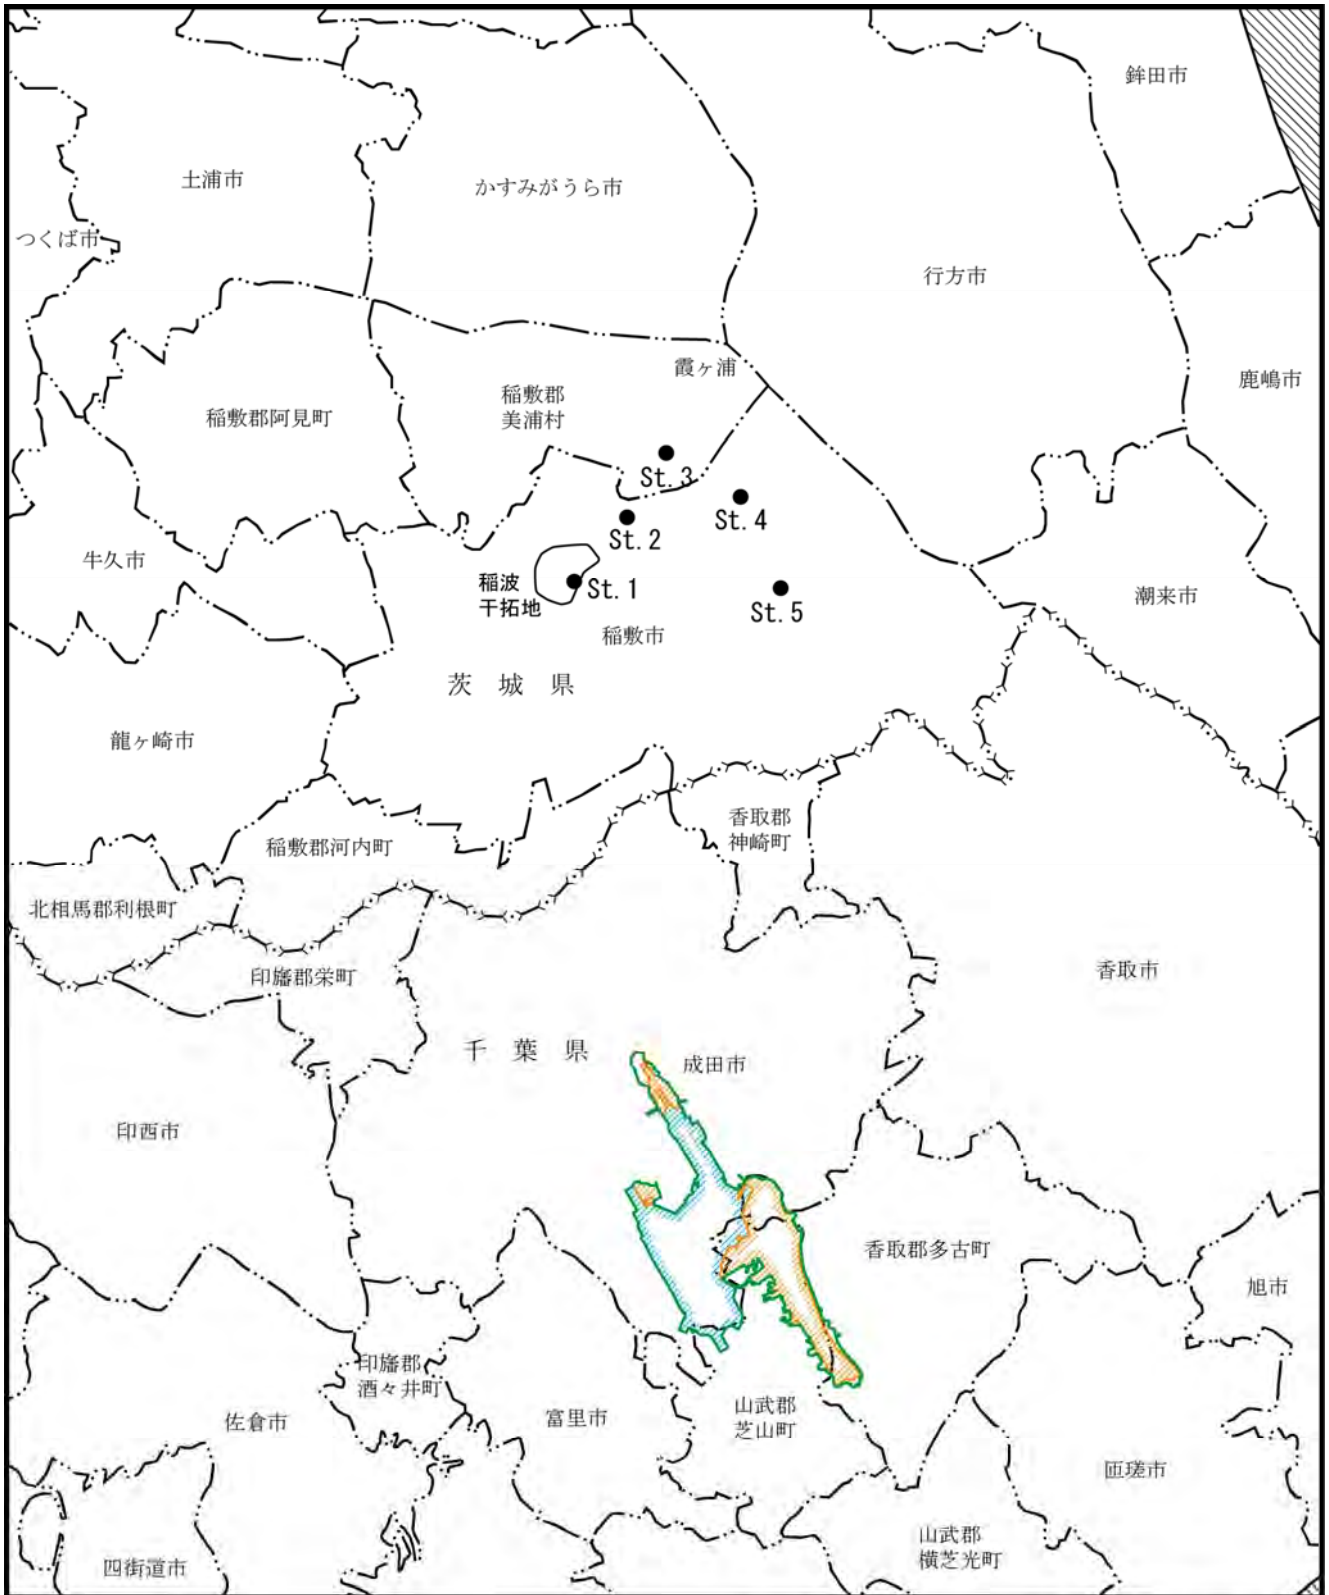 鉾田市
土浦市
かすみがうら市
つくば市
行方市
霞ヶ浦
鹿嶋市
稲敷郡
美浦村
稲敷郡阿見町
St. 3
St. 4
St. 2
牛久市
稲波
干拓地
St. 1
St. 5
潮来市
稲敷市
茨 城 県
龍ヶ崎市
香取郡
神崎町
稲敷郡河内町
北相馬郡利根町
印旛郡栄町
香取市
千 葉 県
成田市
印西市
香取郡多古町
旭市
印旛郡
酒々井町
佐倉市
富里市
山武郡
芝山町
匝瑳市
山武郡
横芝光町
四街道市